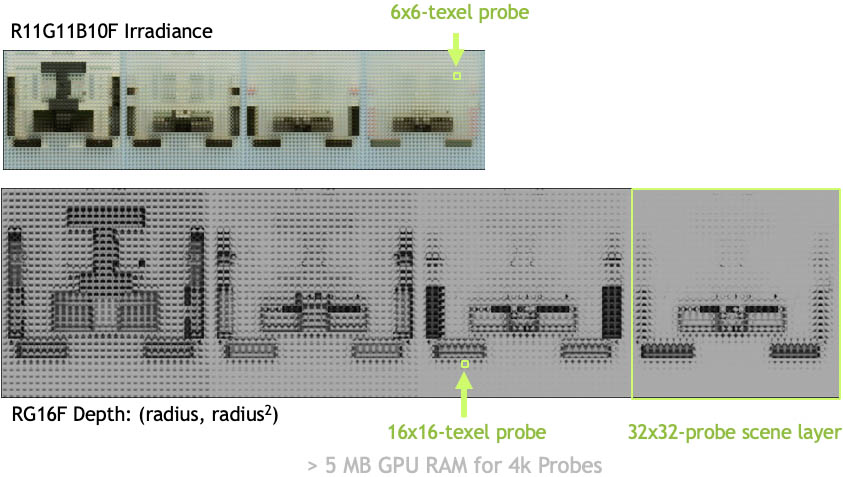 6x6-texel probe
R11G11B10F Irradiance
RG16F Depth: (radius, radius²)
16x16-texel probe
32x32-probe scene layer
> 5 MB GPU RAM for 4k Probes